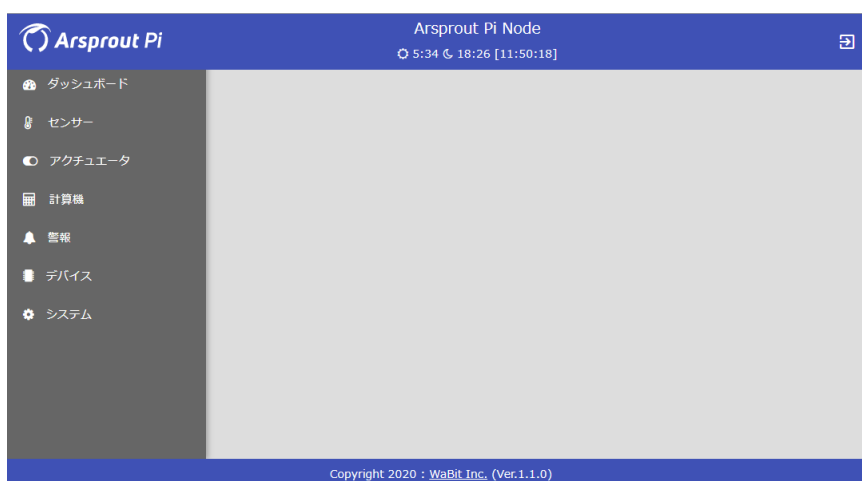 Arsprout Pi
Arsprout Pi Node
5:34 18:26 [11:50:18]
ダッシュボード
センサー
アクチュエータ
計算機
警報
デバイス
システム
Copyright 2020 : WaBit Inc. (Ver.1.1.0)